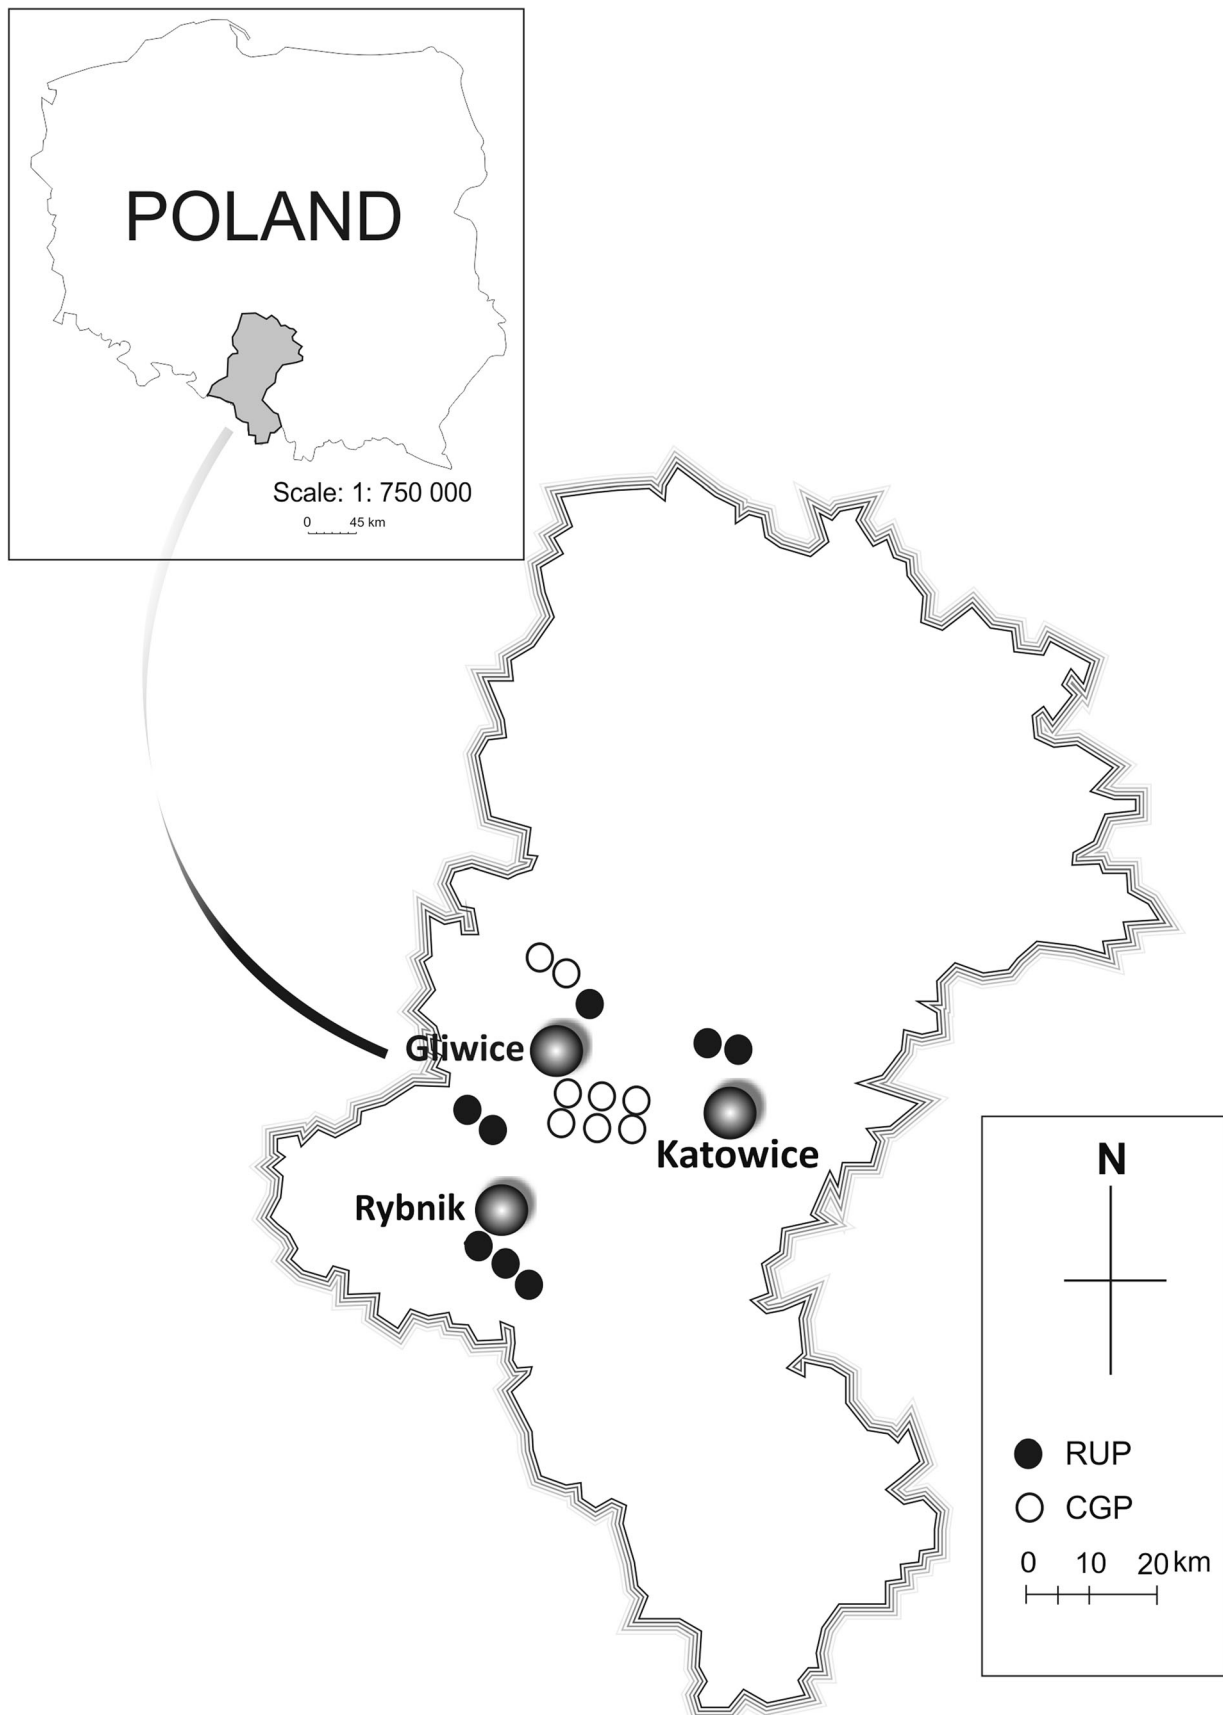 POLAND
Scale: 1: 750 000
0 45 km
Gliwice
Katowice
Rybnik
N
RUP
CGP
0 10 20 km